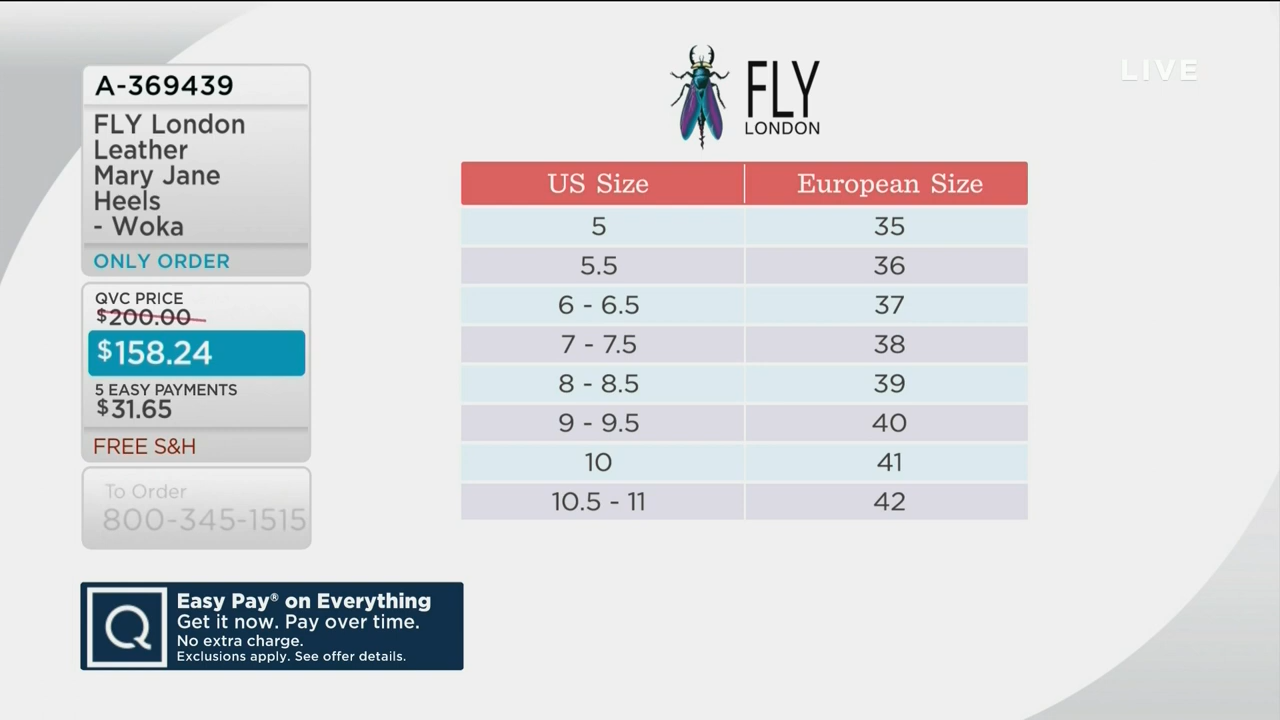 LIVE
A-369439
FLY London
Leather
Mary Jane
Heels
- Woka
ONLY ORDER
QVC PRICE
$200.00
$158.24
5 EASY PAYMENTS
$31.65
FREE S&H
To Order
800-345-1515
Q
Easy Pay® on Everything
Get it now. Pay over time.
No extra charge.
Exclusions apply. See offer details.
FLY
LONDON
US Size European Size
5 35
5.5 36
6 - 6.5 37
7 - 7.5 38
8 - 8.5 39
9 - 9.5 40
10 41
10.5 - 11 42